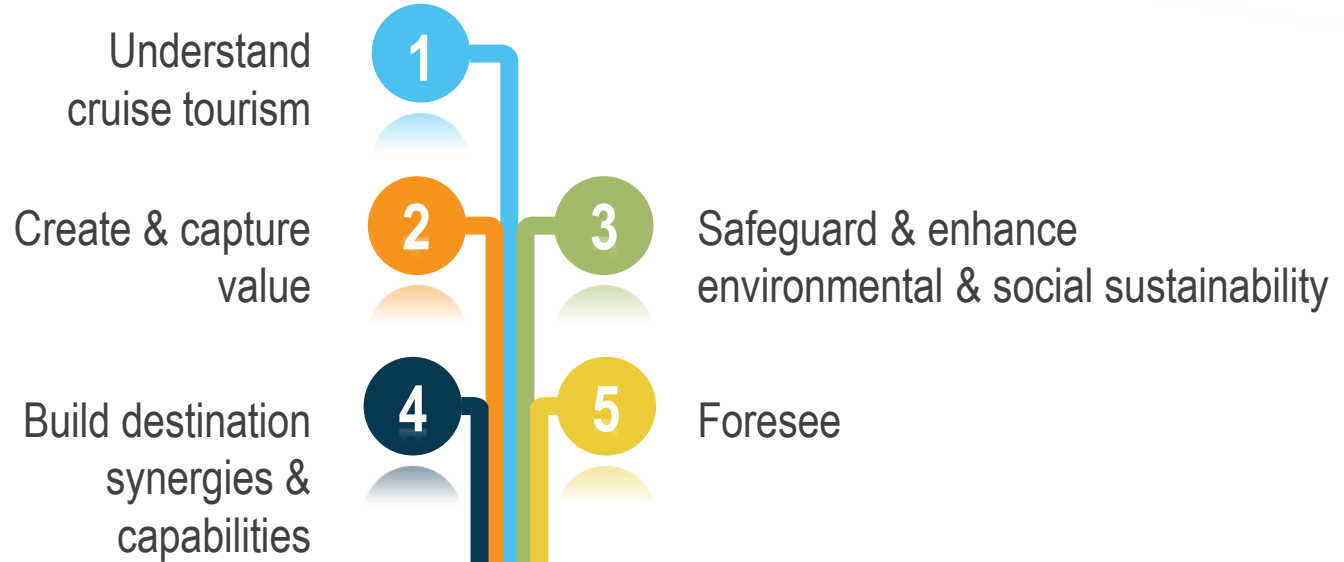 1
Understand
cruise tourism
2
Create & capture
value
3
Safeguard & enhance
environmental & social sustainability
4
Build destination
synergies &
capabilities
5
Foresee